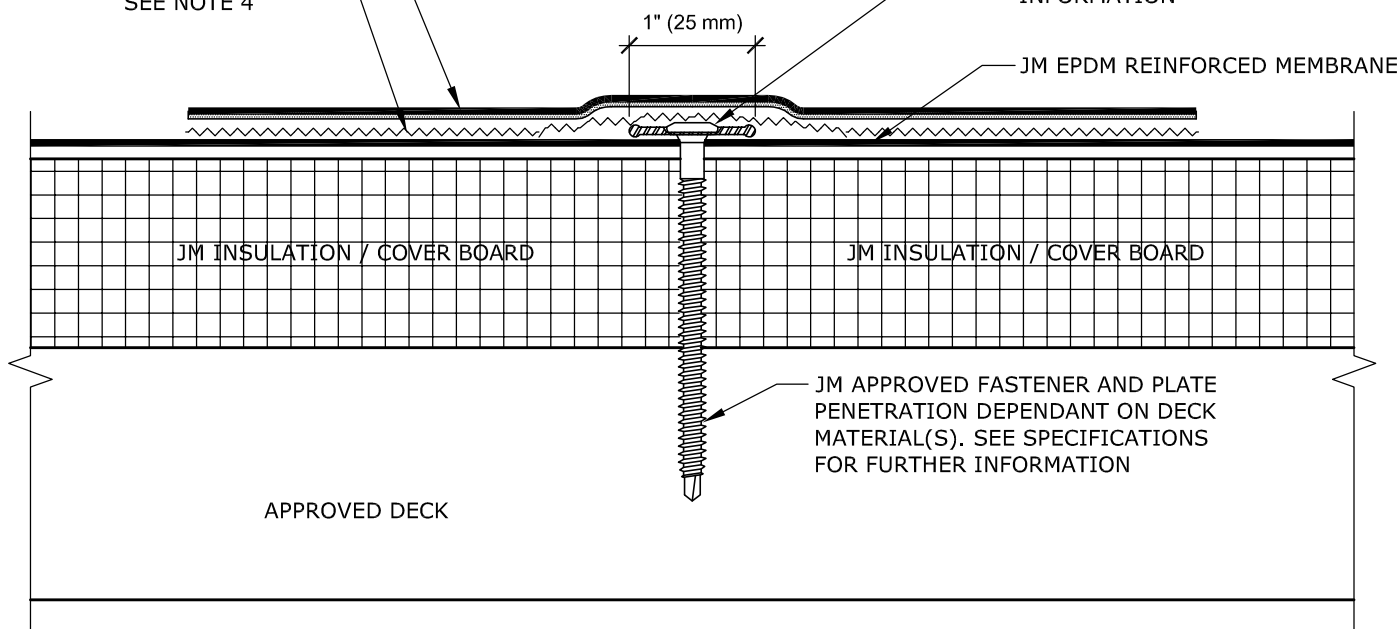 SEE NOTE 4
INFORMATION
1" (25 mm)
JM EPDM REINFORCED MEMBRANE
JM INSULATION / COVER BOARD
JM INSULATION / COVER BOARD
JM APPROVED FASTENER AND PLATE
PENETRATION DEPENDANT ON DECK
MATERIAL(S). SEE SPECIFICATIONS
FOR FURTHER INFORMATION
APPROVED DECK